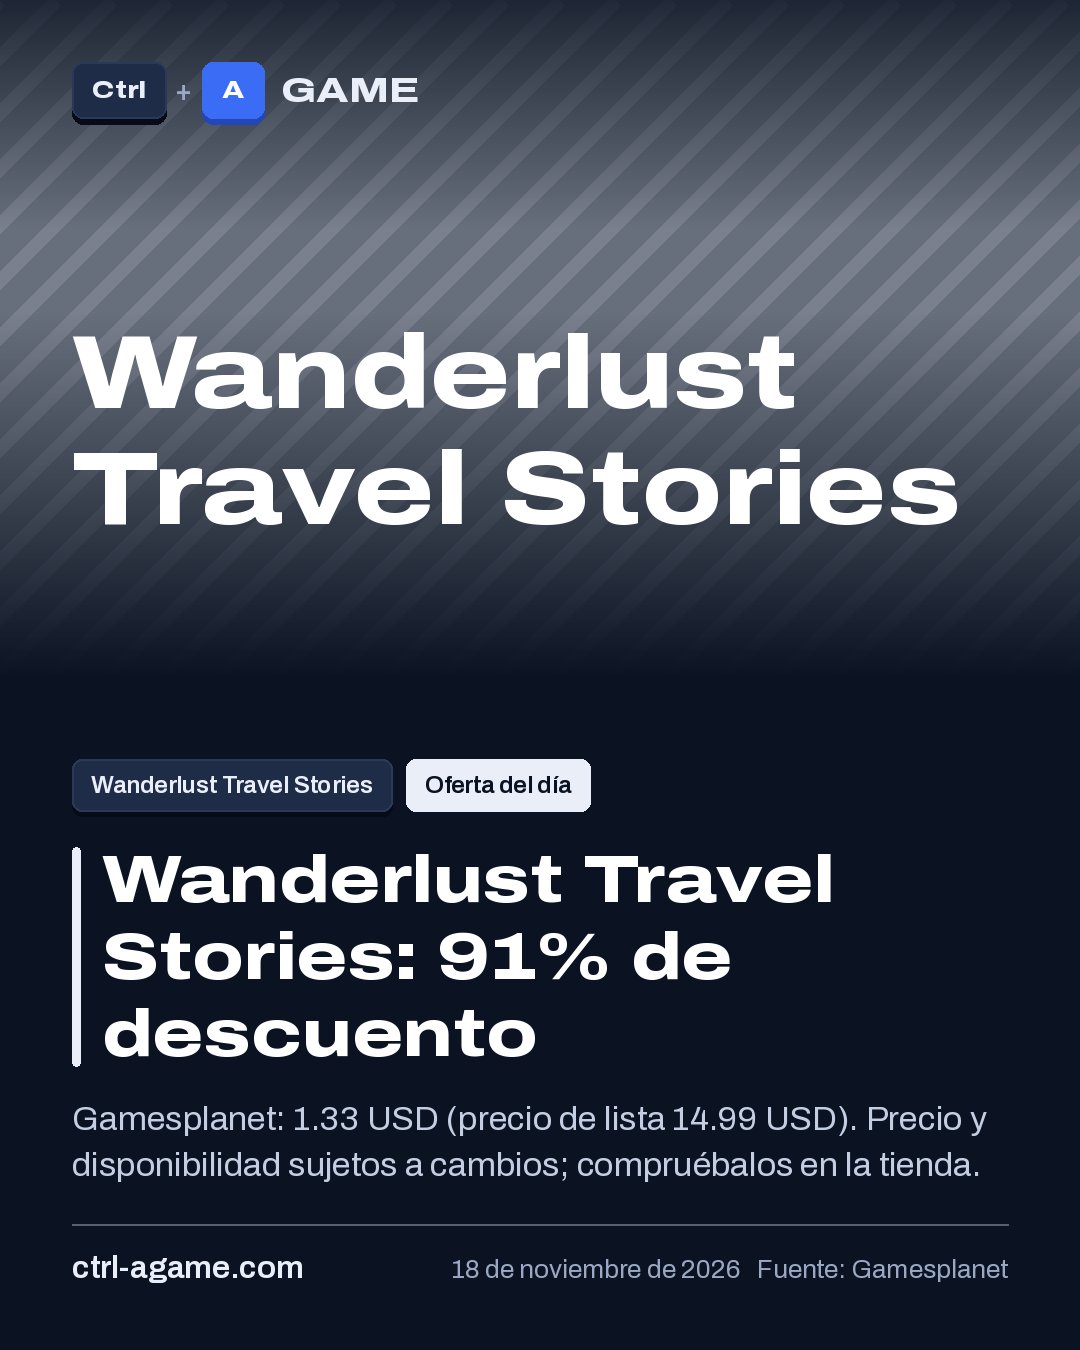 Ctrl + A GAME
Wanderlust
Travel Stories
Wanderlust Travel Stories
Oferta del día
Wanderlust Travel
Stories: 91% de
descuento
Gamesplanet: 1.33 USD (precio de lista 14.99 USD). Precio y
disponibilidad sujetos a cambios; compruébalos en la tienda.
ctrl-agame.com
18 de noviembre de 2026 Fuente: Gamesplanet